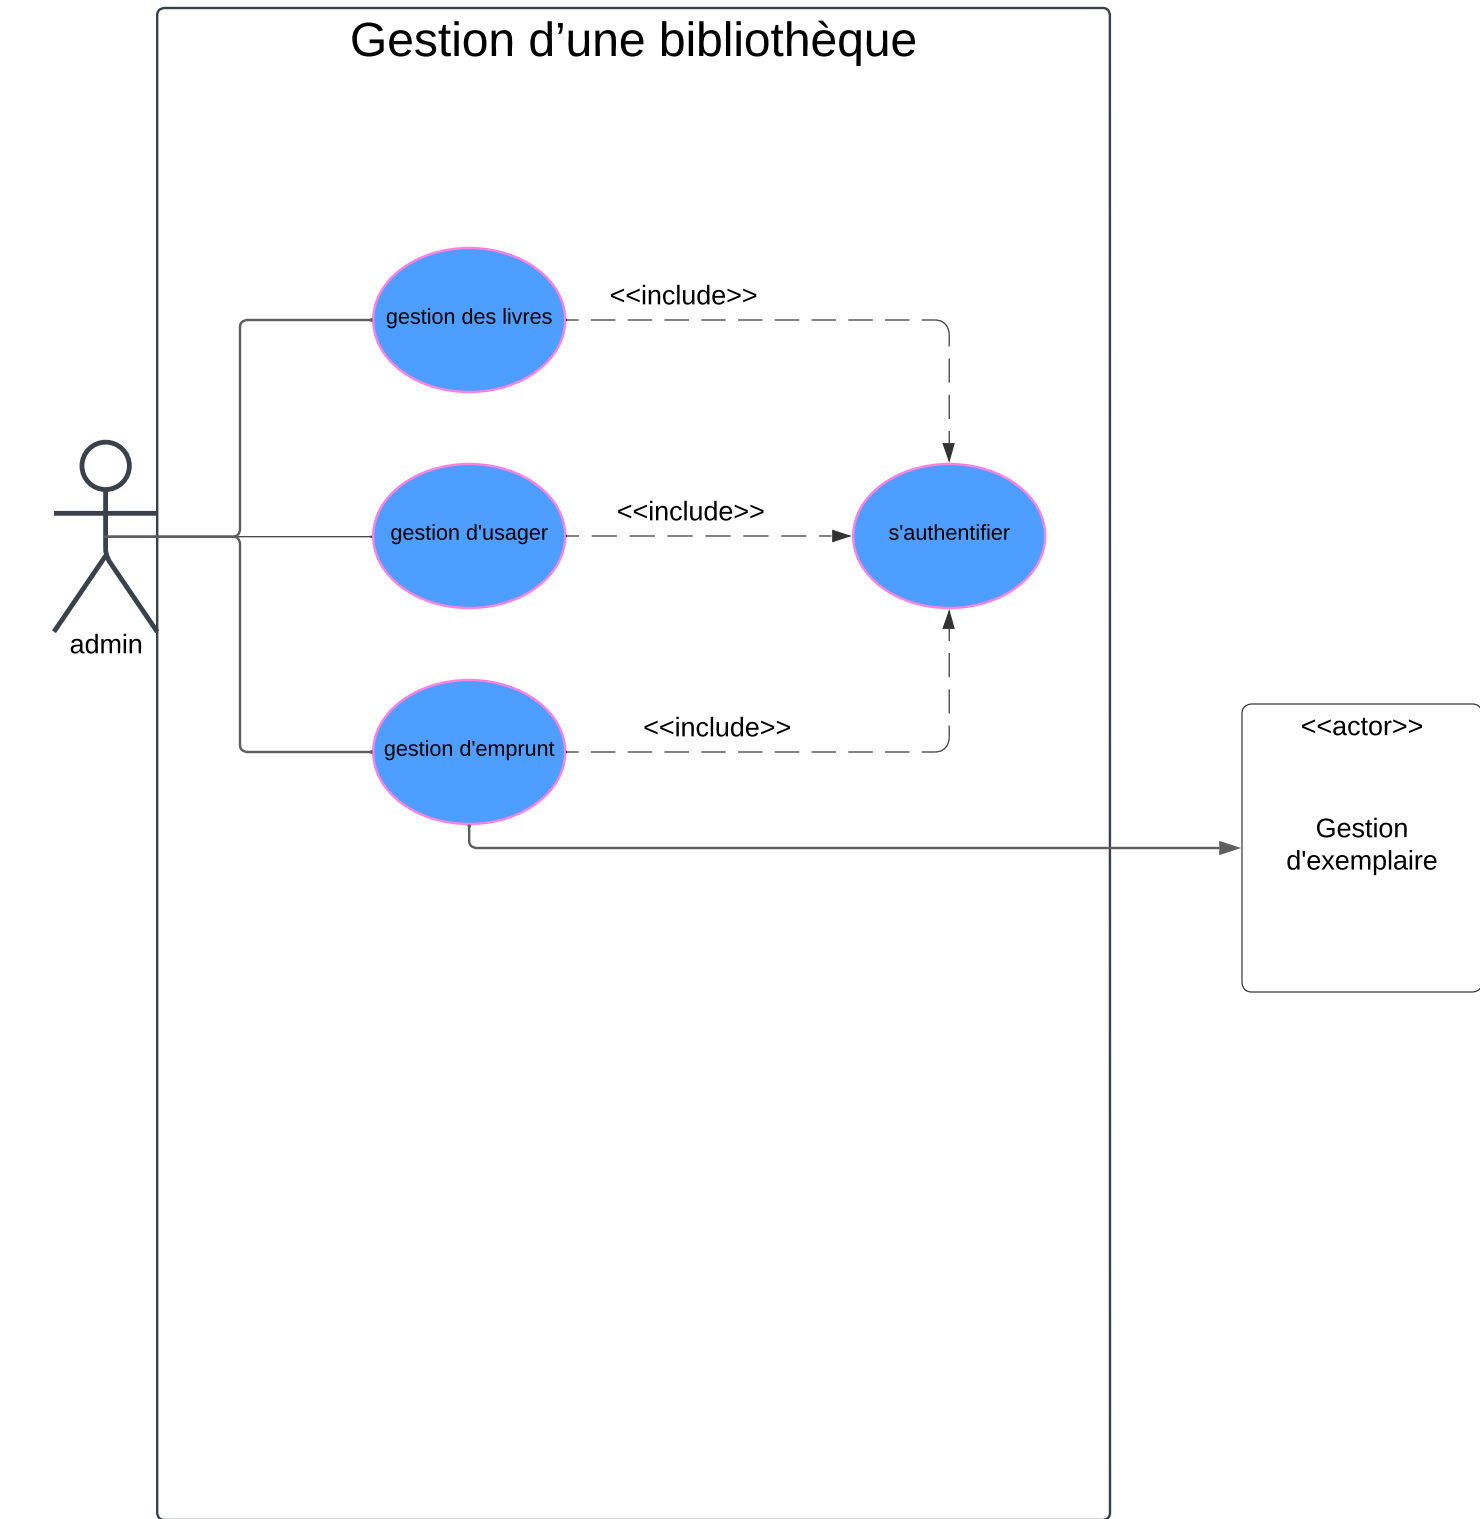 Gestion d’une bibliothèque
<<include>>
gestion des livres
<<include>>
gestion d'usager
s'authentifier
admin
<<include>>
gestion d'emprunt
<<actor>>
Gestion
d'exemplaire